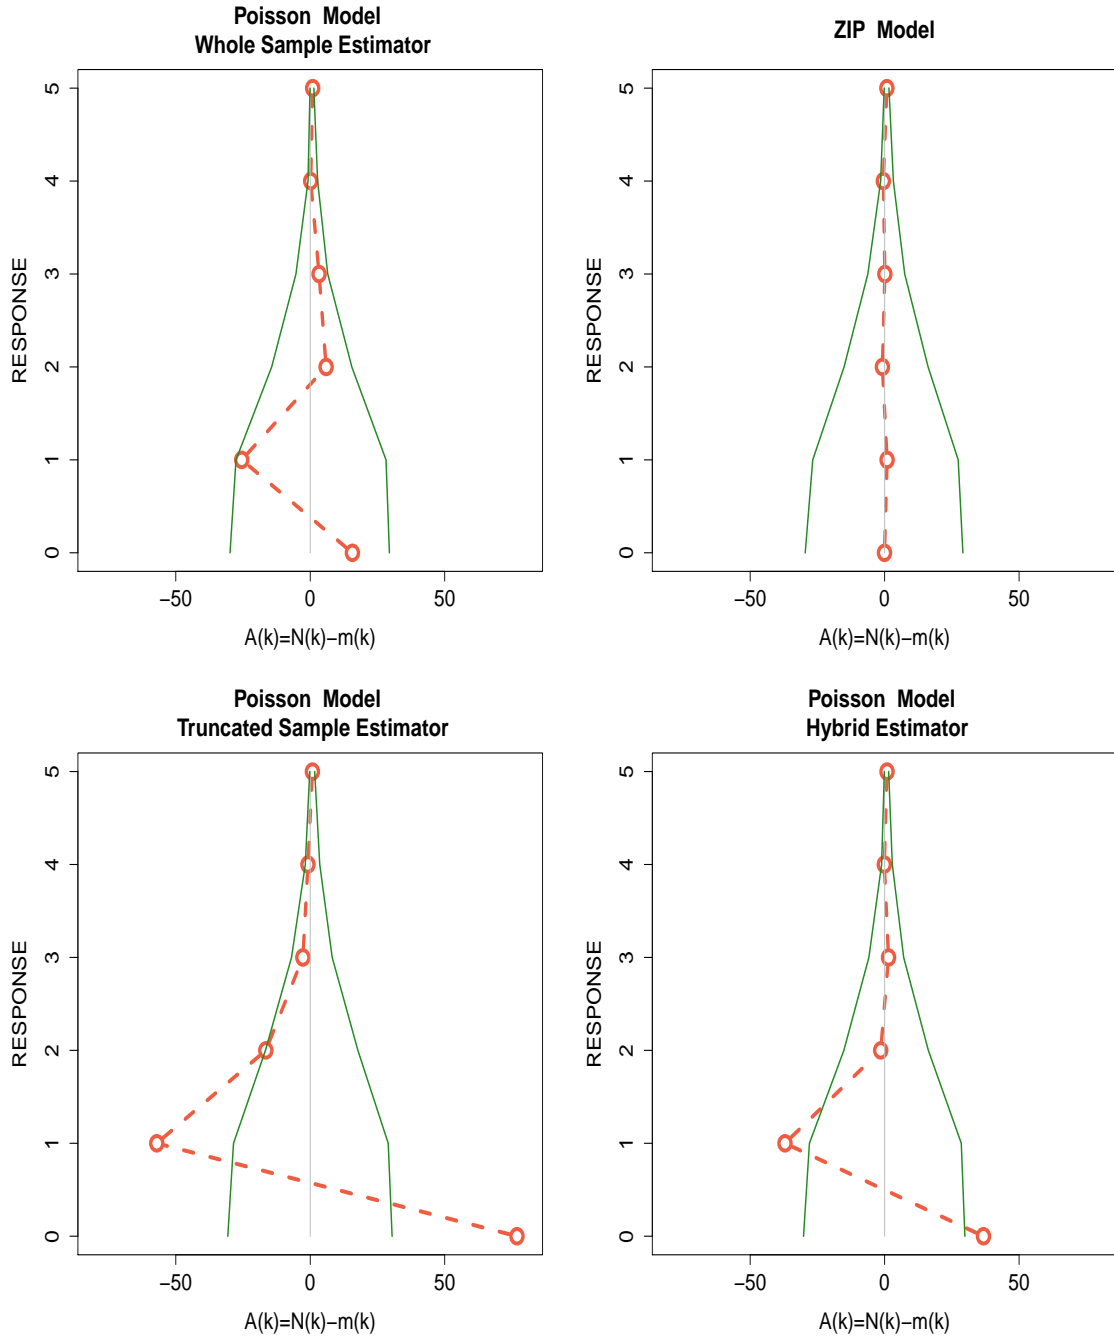 Poisson Model
Whole Sample Estimator
RESPONSE
5
4
3
2
1
0
−50 0 50
A(k)=N(k)−m(k)
ZIP Model
RESPONSE
5
4
3
2
1
0
−50 0 50
A(k)=N(k)−m(k)
Poisson Model
Truncated Sample Estimator
RESPONSE
5
4
3
2
1
0
−50 0 50
A(k)=N(k)−m(k)
Poisson Model
Hybrid Estimator
RESPONSE
5
4
3
2
1
0
−50 0 50
A(k)=N(k)−m(k)